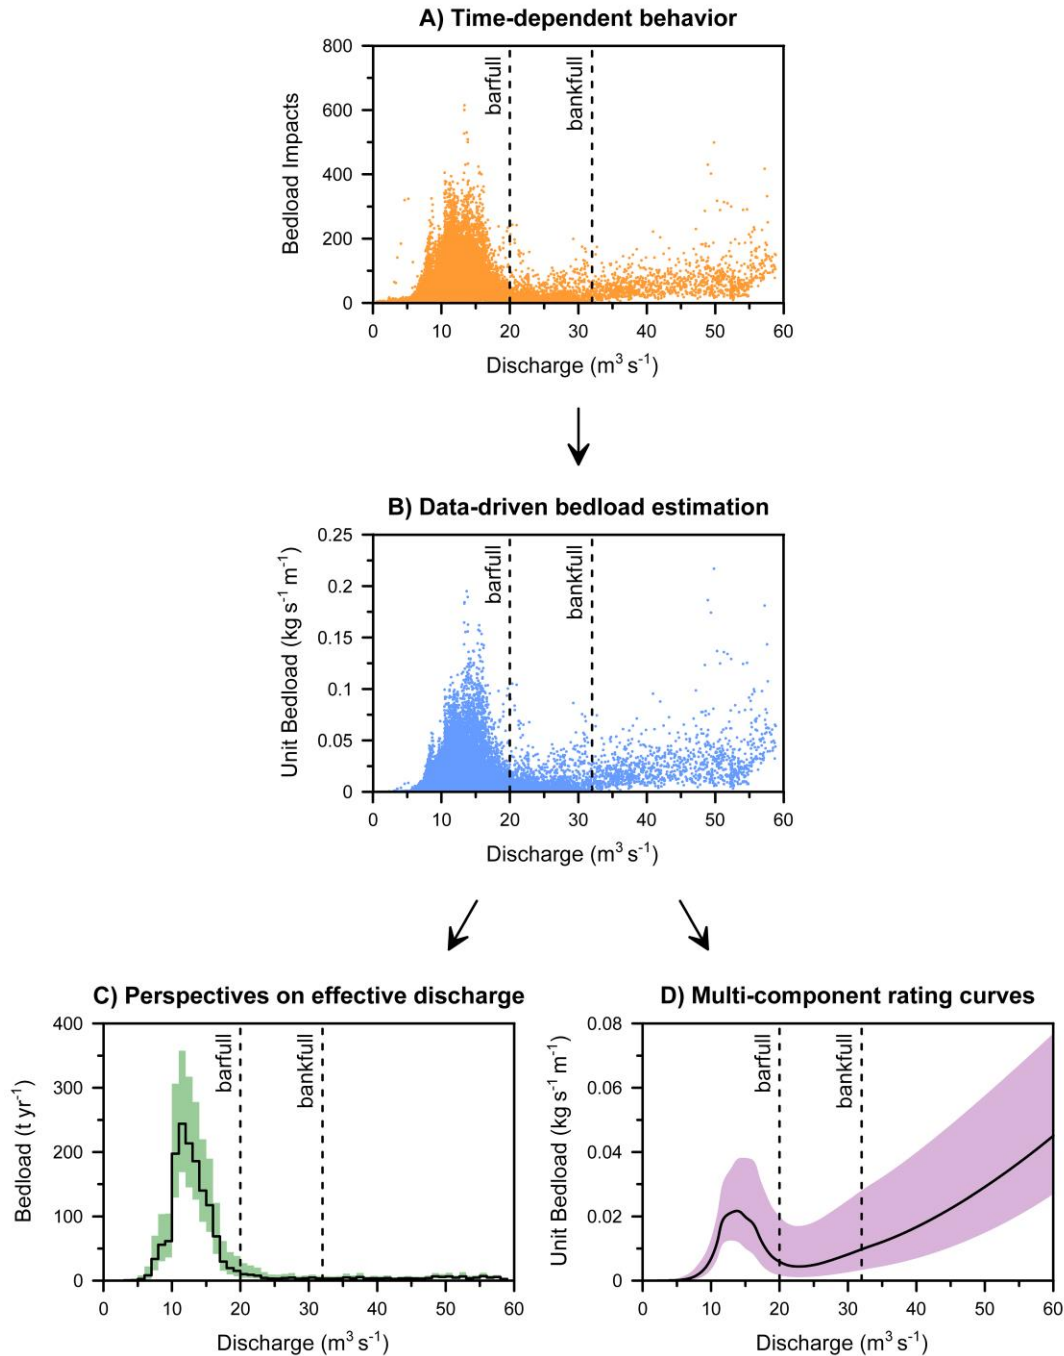 A) Time-dependent behavior
800
600
400
200
0
Bedload Impacts
barfull
bankfull
0 10 20 30 40 50 60
Discharge (m³ s⁻¹)
B) Data-driven bedload estimation
0.25
0.2
0.15
0.1
0.05
0
Unit Bedload (kg s⁻¹ m⁻¹)
barfull
bankfull
0 10 20 30 40 50 60
Discharge (m³ s⁻¹)
C) Perspectives on effective discharge
400
300
200
100
0
Bedload (t yr⁻¹)
barfull
bankfull
0 10 20 30 40 50 60
Discharge (m³ s⁻¹)
D) Multi-component rating curves
0.08
0.06
0.04
0.02
0
Unit Bedload (kg s⁻¹ m⁻¹)
barfull
bankfull
0 10 20 30 40 50 60
Discharge (m³ s⁻¹)